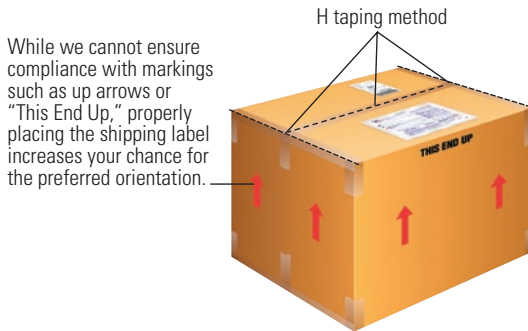 H taping method
While we cannot ensure
compliance with markings
such as up arrows or
“This End Up,” properly
placing the shipping label
increases your chance for
the preferred orientation.
THIS END UP